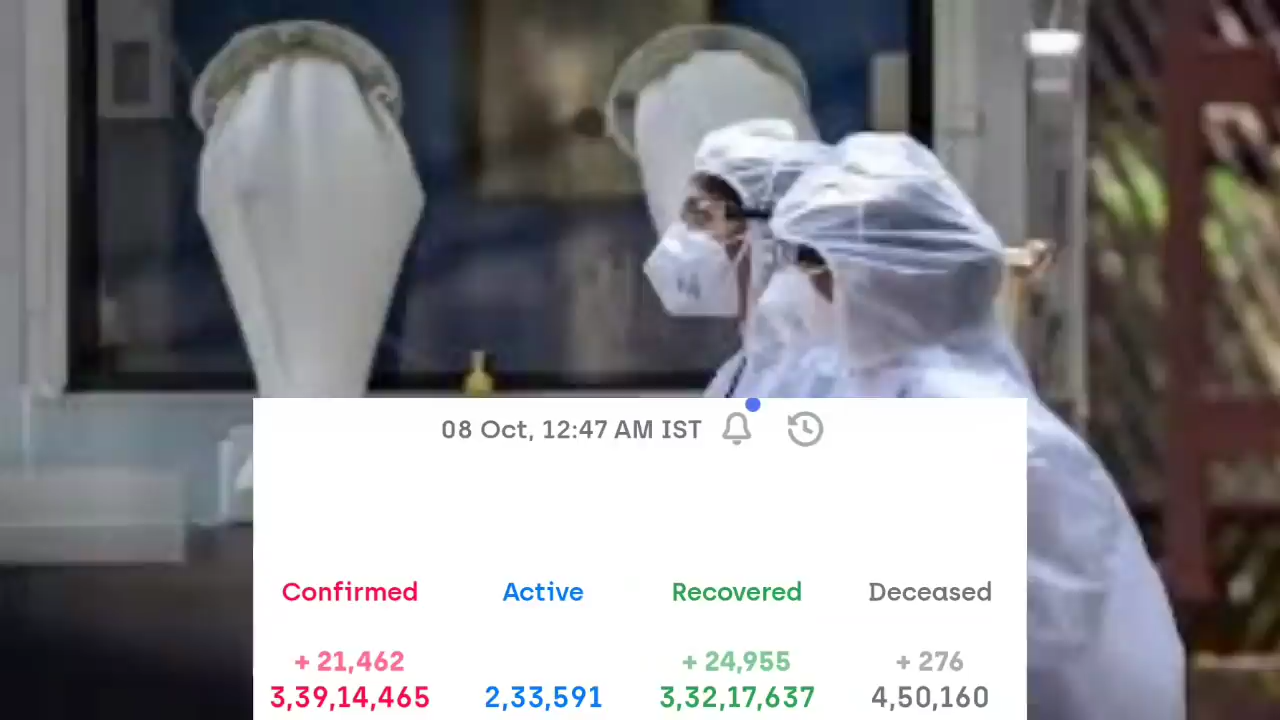 08 Oct, 12:47 AM IST
Confirmed Active Recovered Deceased
+ 21,462 + 24,955 + 276
3,39,14,465 2,33,591 3,32,17,637 4,50,160